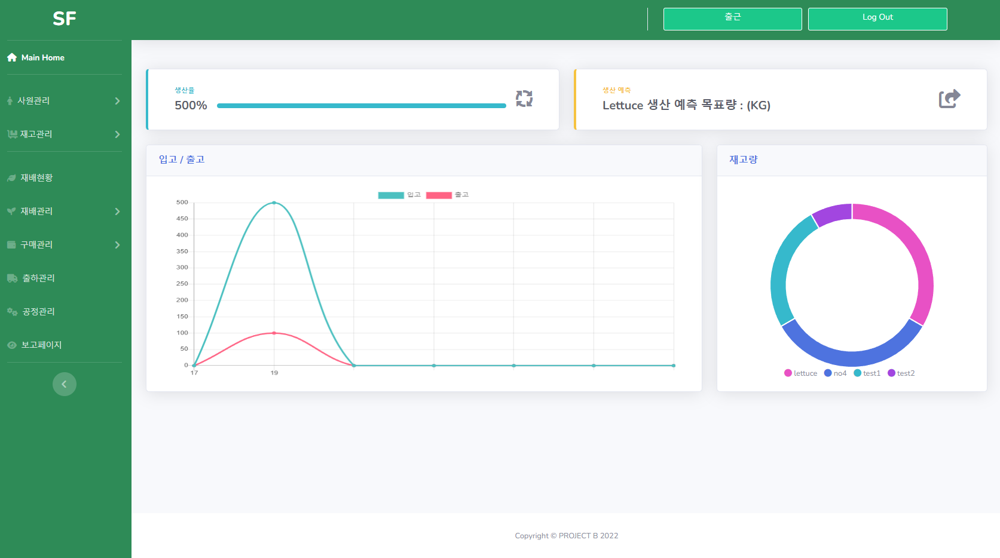 SF
출근
Log Out
Main Home
사원관리
재고관리
재배현황
재배관리
구매관리
출하관리
공정관리
보고페이지
생산률
500%
생산 예측
Lettuce 생산 예측 목표량 : (KG)
입고 / 출고
입고 출고
500
450
400
350
300
250
200
150
100
50
0
17 19
재고량
lettuce no4 test1 test2
Copyright © PROJECT B 2022